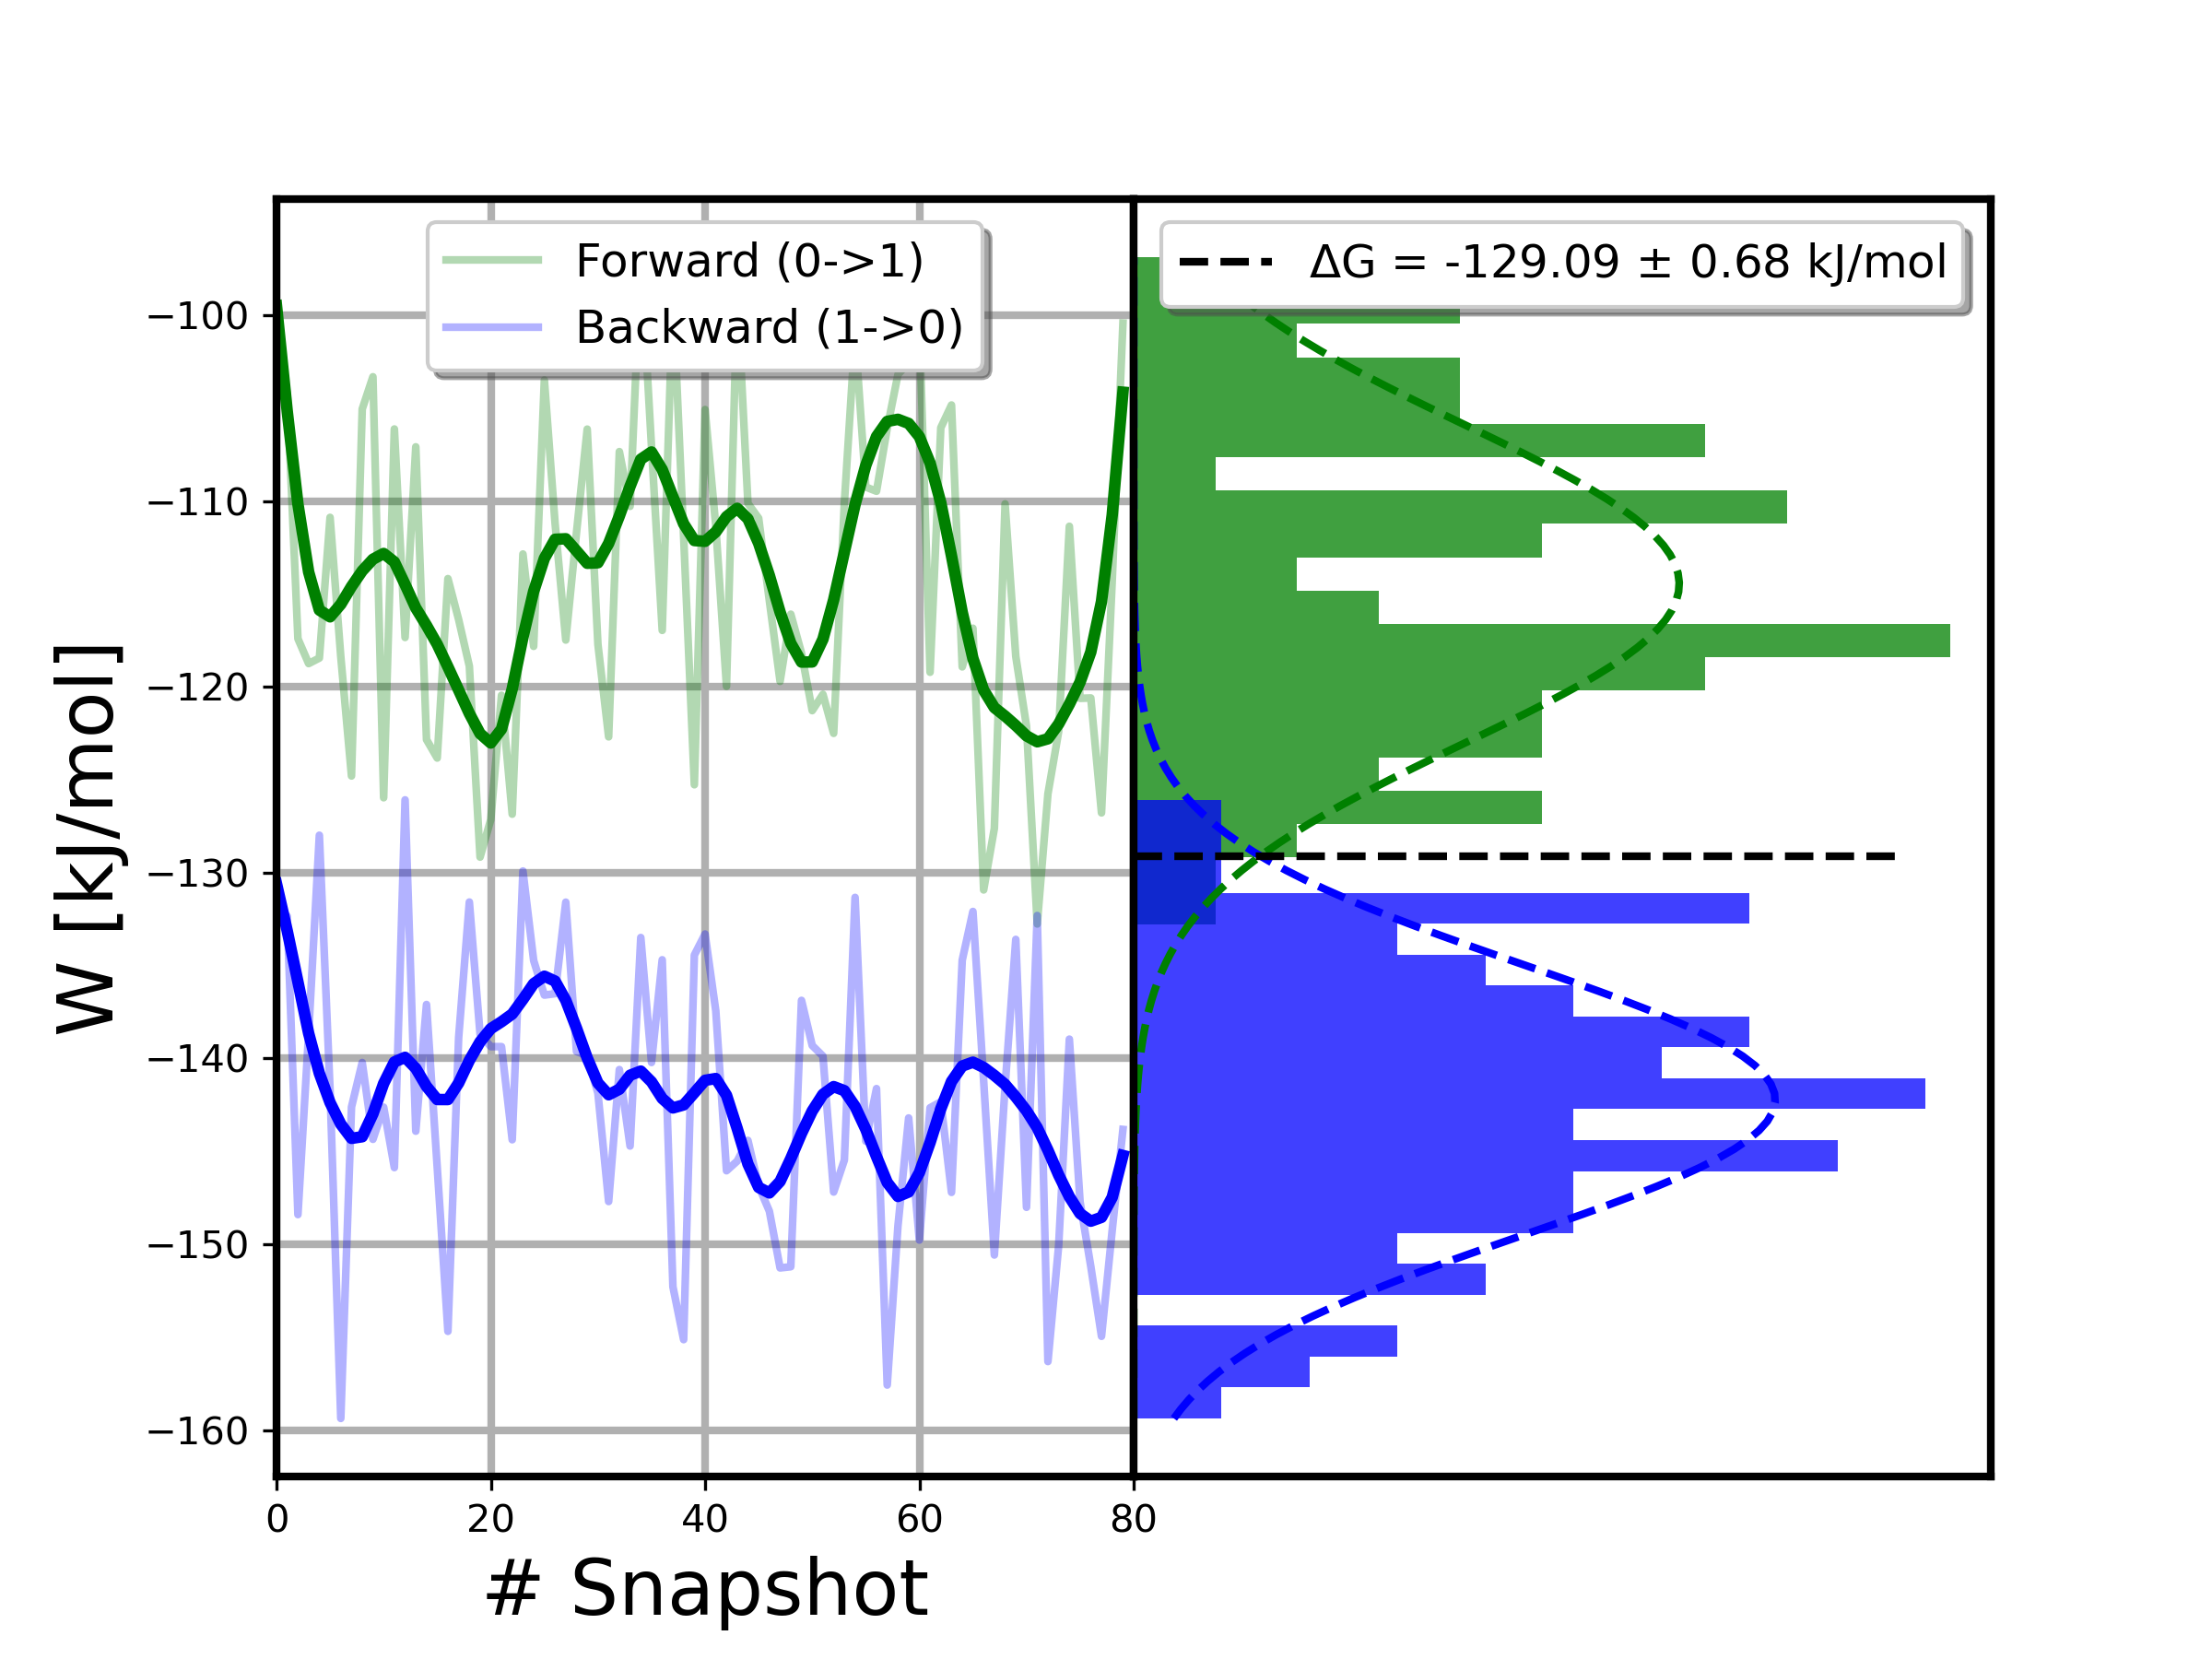 Forward (0->1)
Backward (1->0)
ΔG = -129.09 ± 0.68 kJ/mol
W [kJ/mol]
−100
−110
−120
−130
−140
−150
−160
0 20 40 60 80
# Snapshot